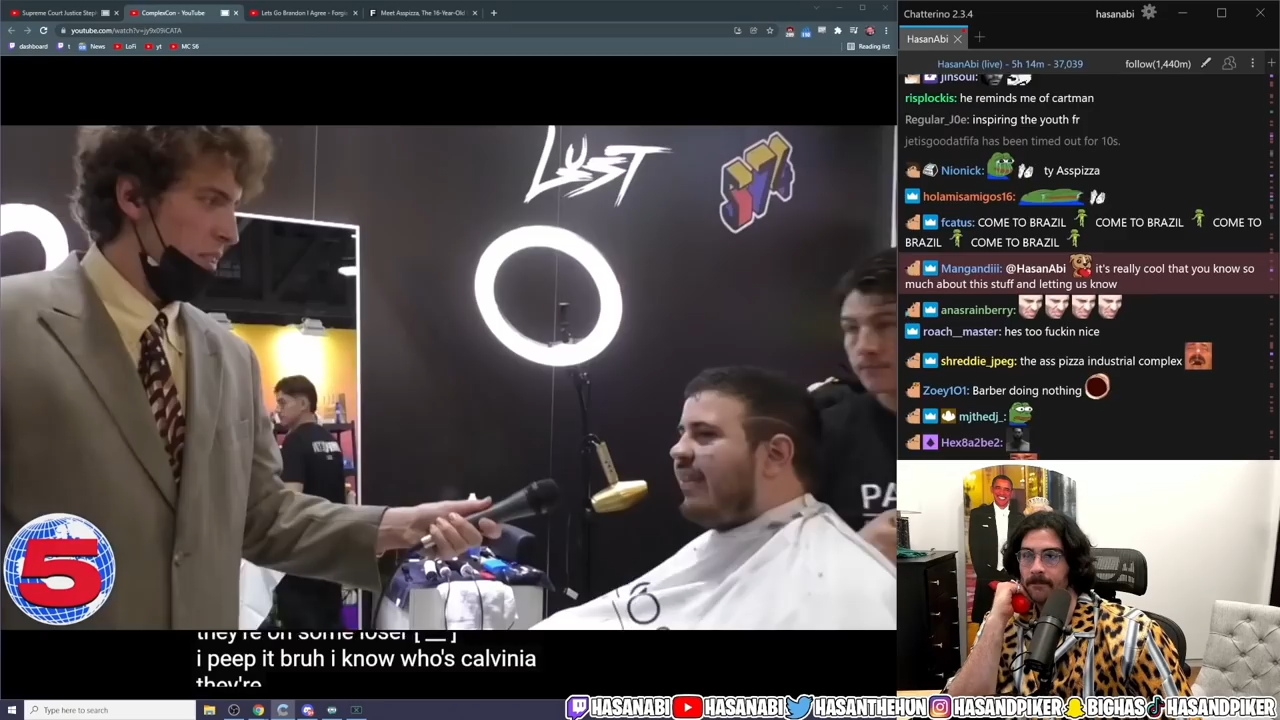 Supreme Court Justice Step
ComplexCon - YouTube
Lets Go Brandon I Agree - Forgi
Meet Asspizza, The 16-Year-Old
youtube.com/watch?v=jy9x09iCATA
dashboard
t
News
LoFi
yt
MC S6
Reading list
LUST
574
PA
5
they're on some loser [ __ ]
i peep it bruh i know who's calvinia
they're
Type here to search
Chatterino 2.3.4
hasanabi
HasanAbi
HasanAbi (live) - 5h 14m - 37,039
follow(1,440m)
jinsoul:
risplockis: he reminds me of cartman
Regular_J0e: inspiring the youth fr
jetisgoodatfifa has been timed out for 10s.
Nionick: ty Asspizza
holamisamigos16:
fcatus: COME TO BRAZIL COME TO BRAZIL COME TO
BRAZIL COME TO BRAZIL
Mangandiii: @HasanAbi it's really cool that you know so
much about this stuff and letting us know
anasrainberry:
roach__master: hes too fuckin nice
shreddie_jpeg: the ass pizza industrial complex
Zoey1O1: Barber doing nothing
mjthedj_:
Hex8a2be2:
HASANABI HASANABI HASANTHEHUN HASANDPIKER BIGHAS HASANDPIKER